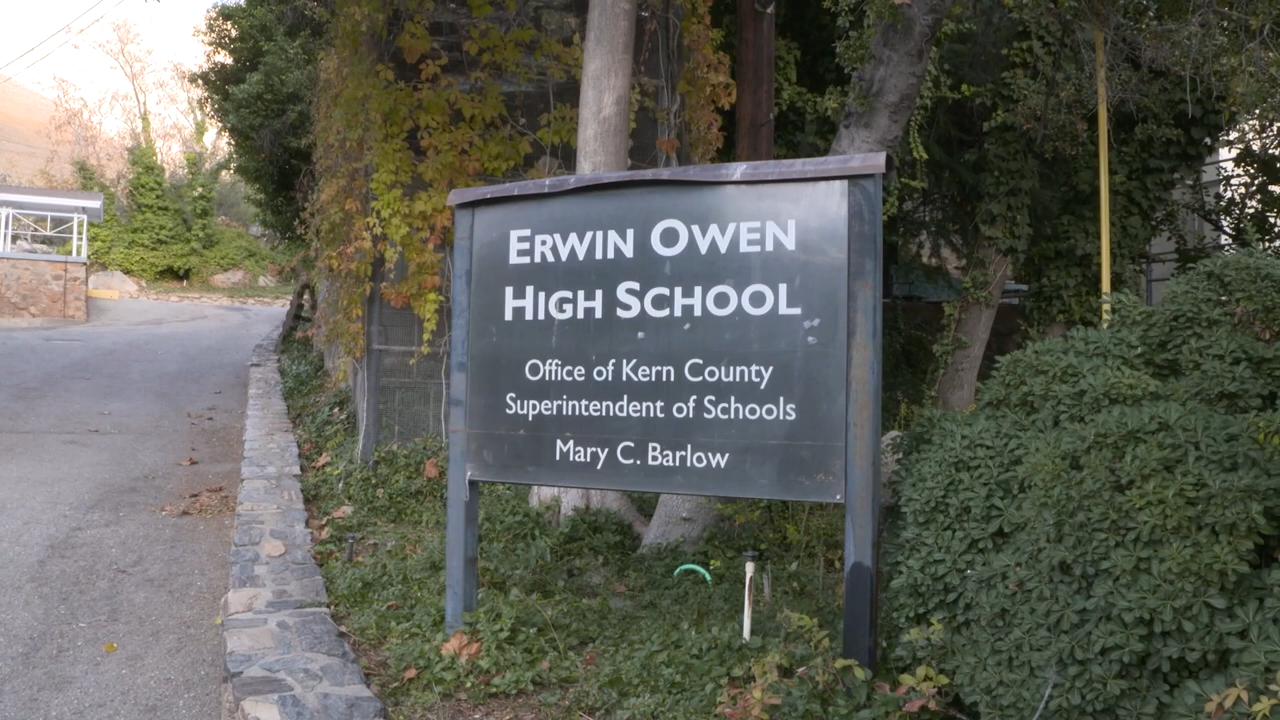 Erwin Owen
High School
Office of Kern County
Superintendent of Schools
Mary C. Barlow